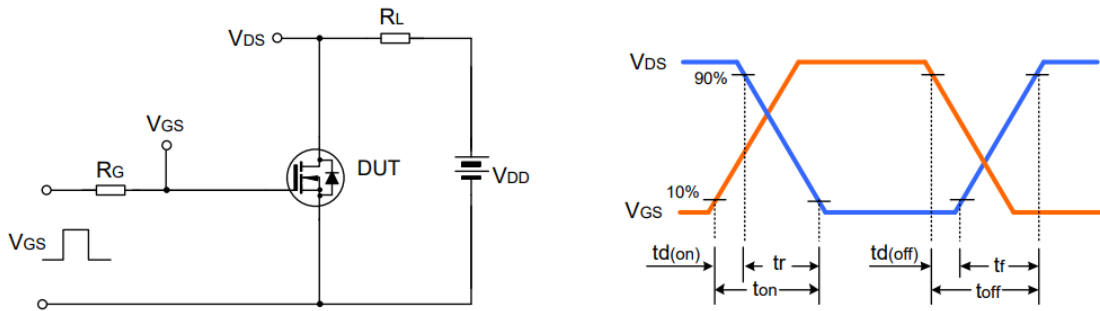 RL
VDS
VGS
RG
DUT
VDD
VGS
VDS
90%
10%
VGS
td(on)
tr
ton
td(off)
tf
toff